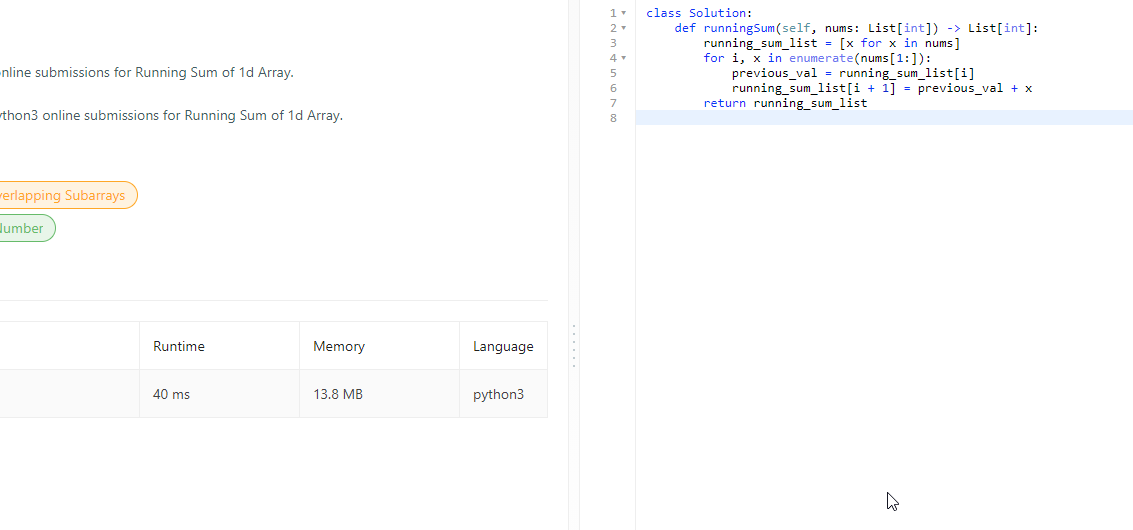 nline submissions for Running Sum of 1d Array.
ython3 online submissions for Running Sum of 1d Array.
verlapping Subarrays
Number
Runtime Memory Language
40 ms 13.8 MB python3
1 class Solution:
2     def runningSum(self, nums: List[int]) -> List[int]:
3         running_sum_list = [x for x in nums]
4         for i, x in enumerate(nums[1:]):
5             previous_val = running_sum_list[i]
6             running_sum_list[i + 1] = previous_val + x
7         return running_sum_list
8